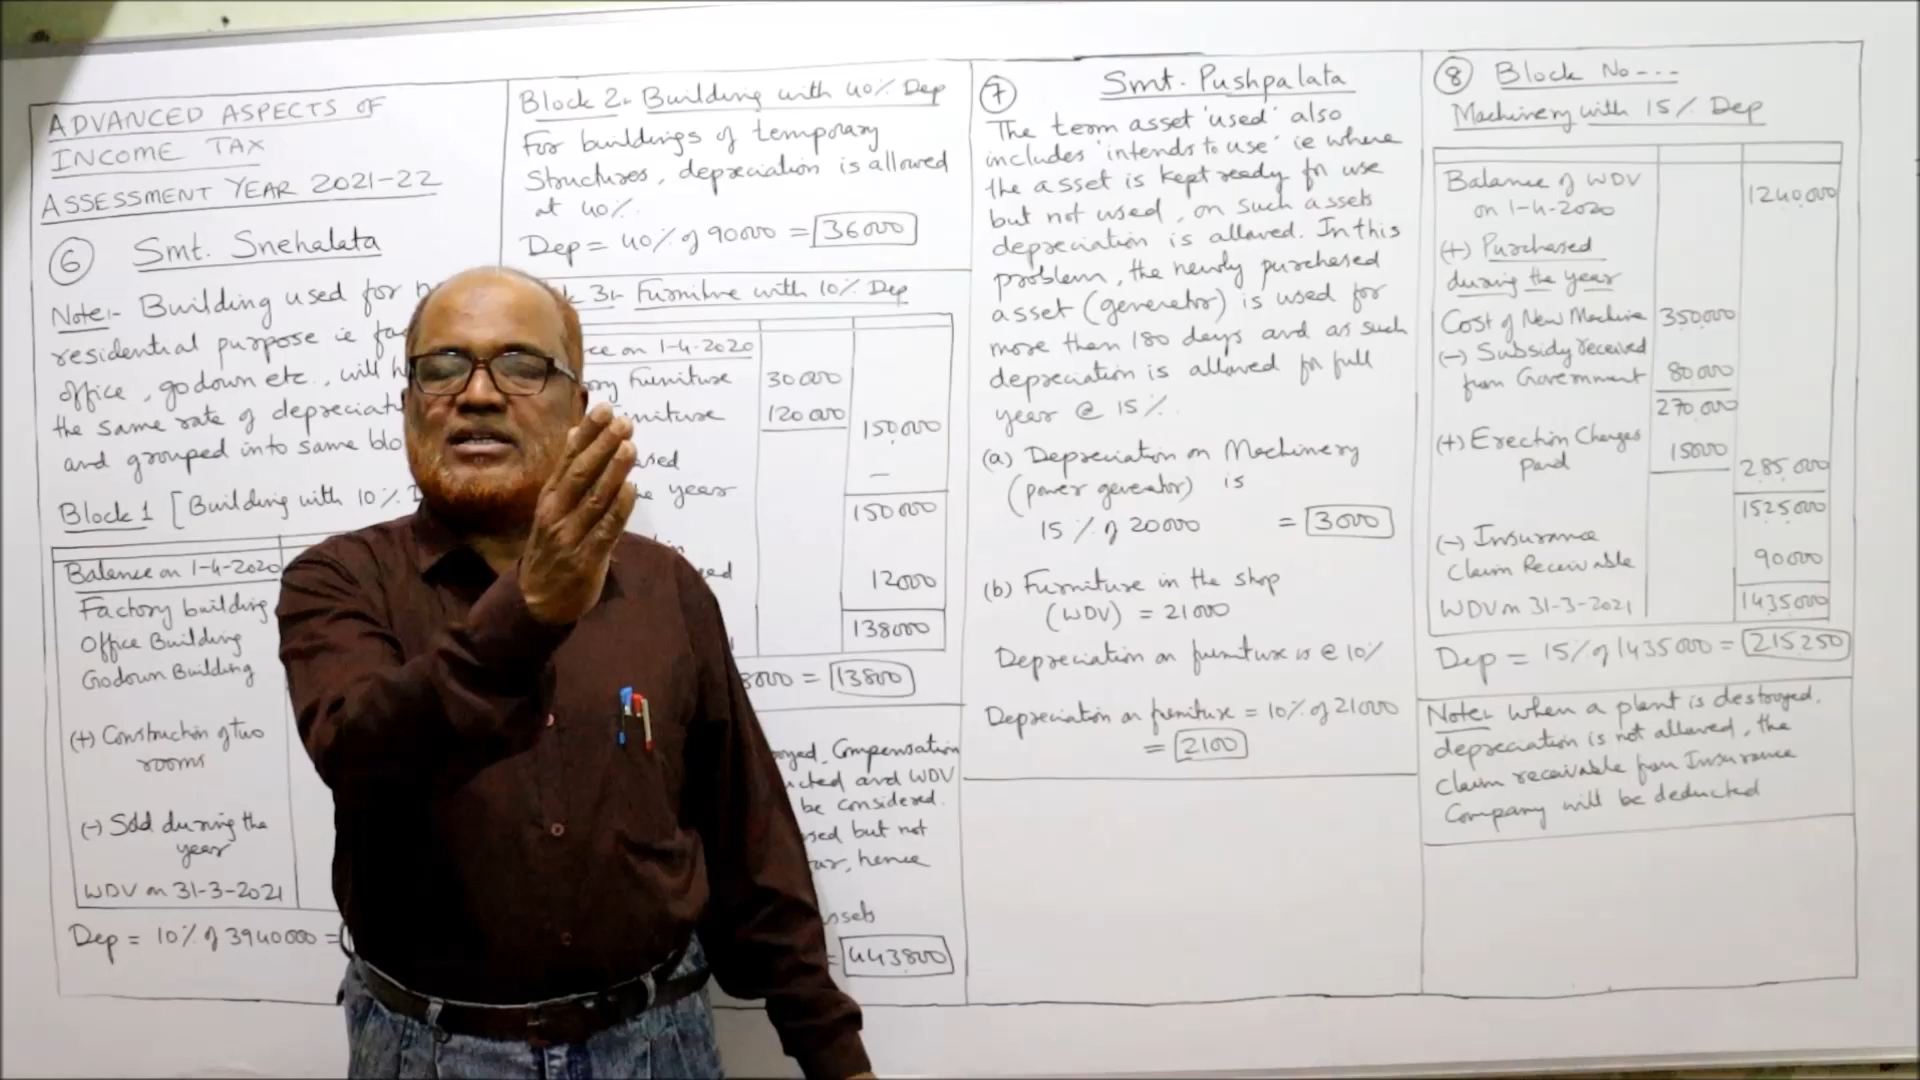 ADVANCED ASPECTS OF
INCOME TAX
ASSESSMENT YEAR 2021-22
⑥ Smt. Snehalata
Note:- Building used for
residential purpose ie
office, godown etc., will
the same rate of
and grouped into same
Block 1 [Building with 10%
Balance on 1-4-2020
Factory building
Office Building
Godown Building
(+) Construction of two
rooms
(-) Sold during the
year
WDV on 31-3-2021
Dep = 10% of 3940000 =
Block 2:- Building with 40% Dep
For buildings of temporary
structures, depreciation is allowed
at 40%.
Dep = 40% of 90000 = 36000
3:- Furniture with 10% Dep
on 1-4-2020
Furniture 30000
120000 150,000
–
year
150000
12000
138000
= 13800
Compensation
and WDV
be considered.
but not
hence
443800
⑦ Smt. Pushpalata
The term asset 'used' also
includes 'intends to use' ie where
the asset is kept ready for use
but not used, on such assets
depreciation is allowed. In this
problem, the newly purchased
asset (generator) is used for
more than 180 days and as such
depreciation is allowed for full
year @ 15%.
(a) Depreciation on Machinery
(power generator) is
15% of 20000 = 3000
(b) Furniture in the shop
(WDV) = 21000
Depreciation on furniture is @ 10%
Depreciation on furniture = 10% of 21000
= 2100
⑧ Block No---
Machinery with 15% Dep
Balance of WDV
on 1-4-2020 1240000
(+) Purchased
during the year
Cost of New Machine 350000
(-) Subsidy received
from Government 80000
270,000
(+) Erection Charges
paid 15000 285000
1525000
(-) Insurance
Claim Receivable 90000
WDV on 31-3-2021 1435000
Dep = 15% of 1435000 = 215250
Note:- when a plant is destroyed,
depreciation is not allowed, the
claim receivable from Insurance
Company will be deducted